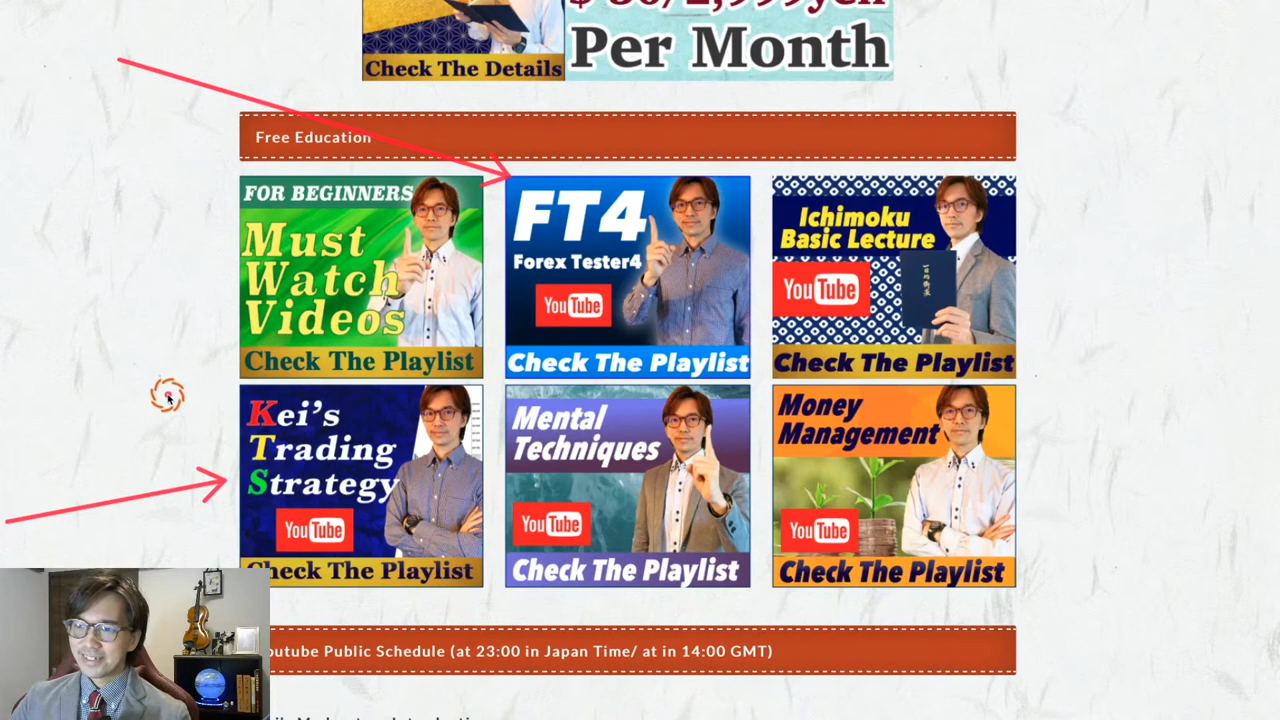 Per Month
Check The Details
Free Education
FOR BEGINNERS
Must
Watch
Videos
Check The Playlist
FT4
Forex Tester4
YouTube
Check The Playlist
Ichimoku
Basic Lecture
YouTube
Check The Playlist
Kei's
Trading
Strategy
YouTube
Check The Playlist
Mental
Techniques
YouTube
Check The Playlist
Money
Management
YouTube
Check The Playlist
outube Public Schedule (at 23:00 in Japan Time/ at in 14:00 GMT)